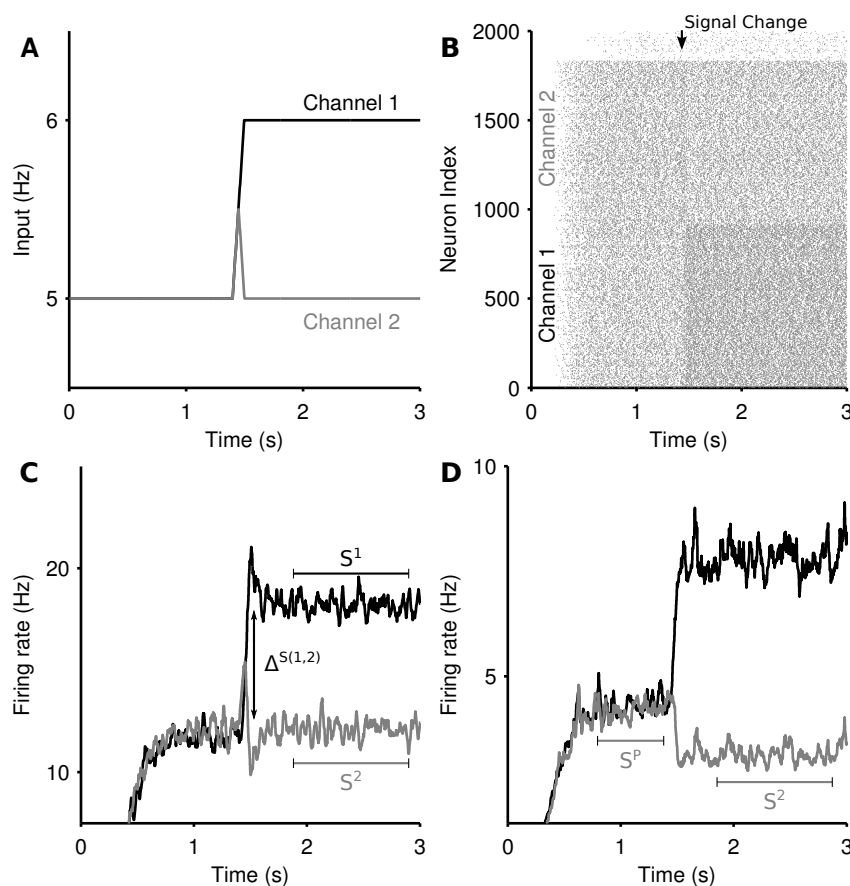 A
6
5
Input (Hz)
Channel 1
Channel 2
0
1
2
3
Time (s)
B
Signal Change
2000
1500
1000
500
0
Neuron Index
Channel 2
Channel 1
0
1
2
3
Time (s)
C
20
10
Firing rate (Hz)
S¹
Δ^S(1,2)
S²
0
1
2
3
Time (s)
D
10
5
Firing rate (Hz)
Sᴾ
S²
0
1
2
3
Time (s)